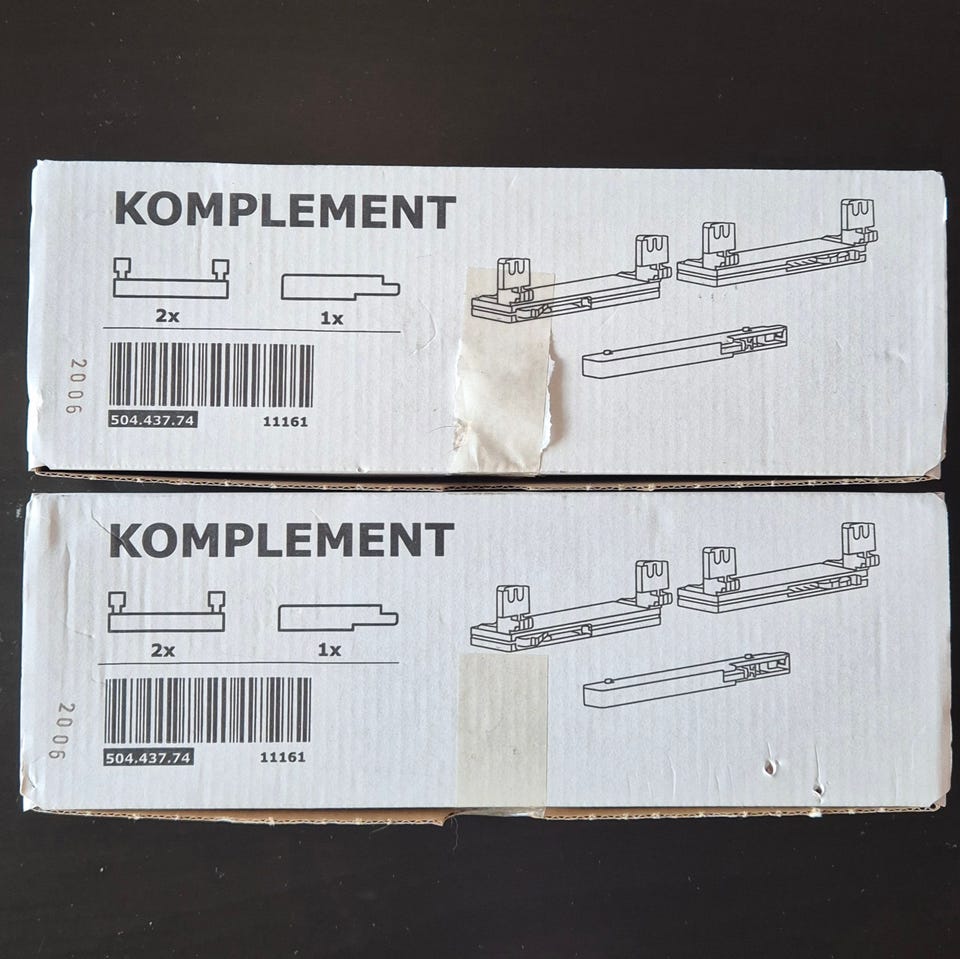 KOMPLEMENT
2x 1x
2006
504.437.74 11161
KOMPLEMENT
2x 1x
2006
504.437.74 11161